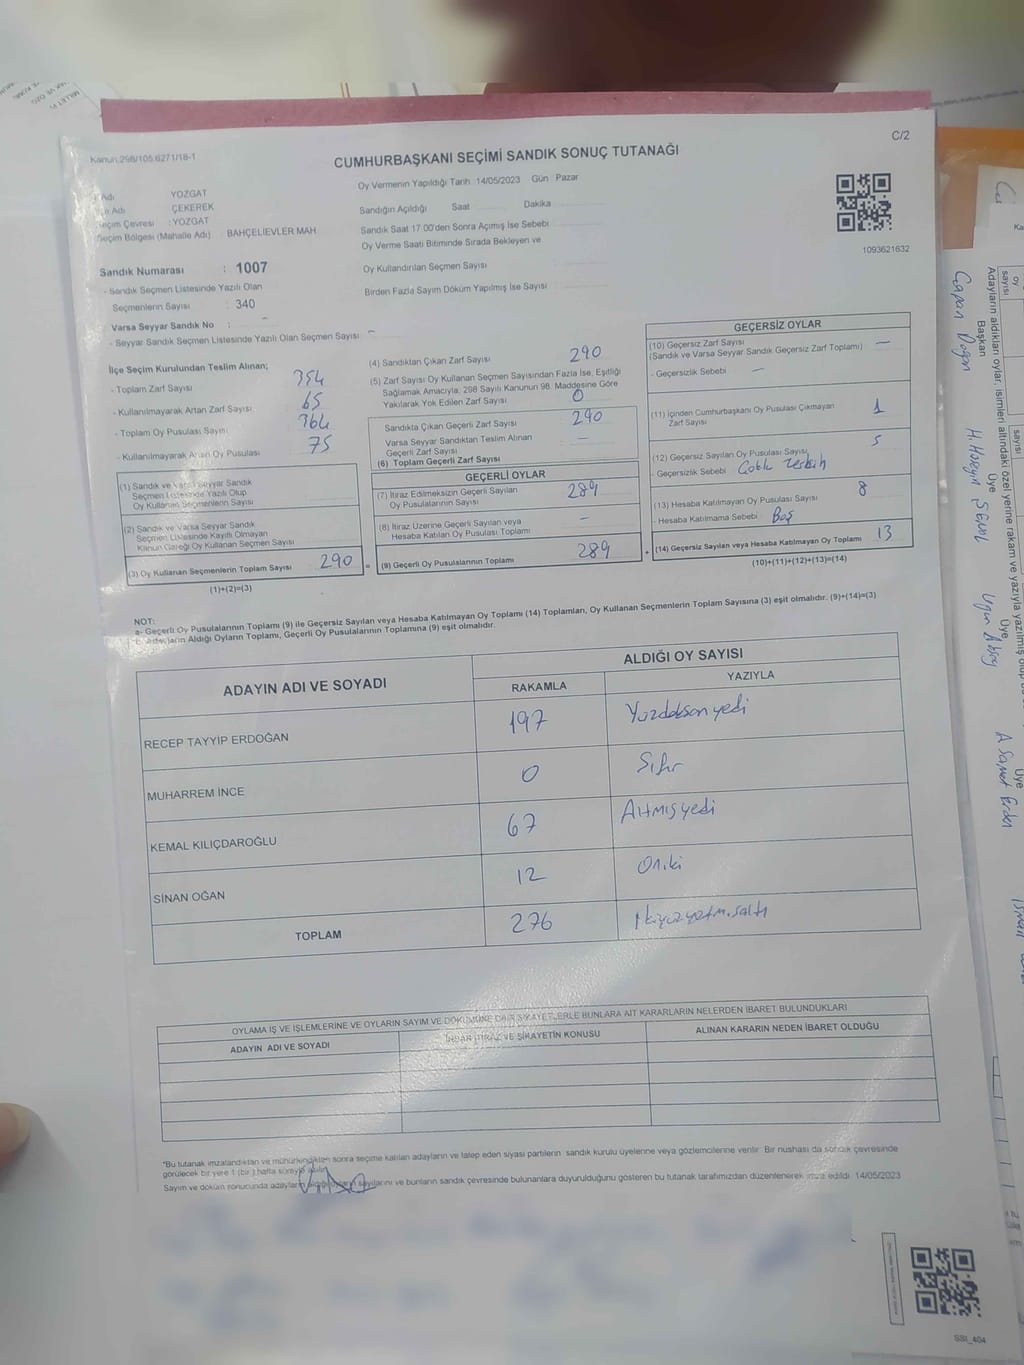 C/2
Kanun.298/105.6271/18-1
CUMHURBAŞKANI SEÇİMİ SANDIK SONUÇ TUTANAĞI
Adı YOZGAT
Adı ÇEKEREK
Seçim Çevresi : YOZGAT
Seçim Bölgesi (Mahalle Adı) BAHÇELİEVLER MAH
Sandık Numarası : 1007
- Sandık Seçmen Listesinde Yazılı Olan
Seçmenlerin Sayısı : 340
Varsa Seyyar Sandık No : –
- Seyyar Sandık Seçmen Listesinde Yazılı Olan Seçmen Sayısı : –
Oy Vermenin Yapıldığı Tarih 14/05/2023 Gün Pazar
Sandığın Açıldığı Saat Dakika
Sandık Saat 17.00'den Sonra Açımış İse Sebebi
Oy Verme Saati Bitiminde Sırada Bekleyen ve
Oy Kullandırılan Seçmen Sayısı
Birden Fazla Sayım Döküm Yapılmış İse Sayısı
1093621632
İlçe Seçim Kurulundan Teslim Alınan;
- Toplam Zarf Sayısı 354
- Kullanılmayarak Artan Zarf Sayısı 65
- Toplam Oy Pusulası Sayısı 364
- Kullanılmayarak Artan Oy Pusulası 75
(1) Sandık ve Varsa Seyyar Sandık
Seçmen Listesinde Yazılı Olup
Oy Kullanan Seçmenlerin Sayısı
(2) Sandık ve Varsa Seyyar Sandık
Seçmen Listesinde Kayıtlı Olmayan
Kanun Gereği Oy Kullanan Seçmen Sayısı
(3) Oy Kullanan Seçmenlerin Toplam Sayısı 290
(1)+(2)=(3)
(4) Sandıktan Çıkan Zarf Sayısı 290
(5) Zarf Sayısı Oy Kullanan Seçmen Sayısından Fazla İse, Eşitliği
Sağlamak Amacıyla; 298 Sayılı Kanunun 98. Maddesine Göre
Yakılarak Yok Edilen Zarf Sayısı 0
Sandıkta Çıkan Geçerli Zarf Sayısı 290
Varsa Seyyar Sandıktan Teslim Alınan
Geçerli Zarf Sayısı : –
(6) Toplam Geçerli Zarf Sayısı
GEÇERLİ OYLAR
(7) İtiraz Edilmeksizin Geçerli Sayılan
Oy Pusulalarının Sayısı 289
(8) İtiraz Üzerine Geçerli Sayılan veya
Hesaba Katılan Oy Pusulası Toplamı –
= (9) Geçerli Oy Pusulalarının Toplamı 289
GEÇERSİZ OYLAR
(10) Geçersiz Zarf Sayısı
(Sandık ve Varsa Seyyar Sandık Geçersiz Zarf Toplamı) –
- Geçersizlik Sebebi –
(11) İçinden Cumhurbaşkanı Oy Pusulası Çıkmayan
Zarf Sayısı 1
(12) Geçersiz Sayılan Oy Pusulası Sayısı 5
- Geçersizlik Sebebi
(13) Hesaba Katılmayan Oy Pusulası Sayısı 8
- Hesaba Katılmama Sebebi Boş
+ (14) Geçersiz Sayılan veya Hesaba Katılmayan Oy Toplamı 13
(10)+(11)+(12)+(13)=(14)
NOT:
a- Geçerli Oy Pusulalarının Toplamı (9) ile Geçersiz Sayılan veya Hesaba Katılmayan Oy Toplamı (14) Toplamları, Oy Kullanan Seçmenlerin Toplam Sayısına (3) eşit olmalıdır. (9)+(14)=(3)
Adayların Aldığı Oyların Toplamı, Geçerli Oy Pusulalarının Toplamına (9) eşit olmalıdır.
ADAYIN ADI VE SOYADI ALDIĞI OY SAYISI
RAKAMLA YAZIYLA
RECEP TAYYIP ERDOĞAN 197 Yüzdoksanyedi
MUHARREM İNCE 0 Sıfır
KEMAL KILIÇDAROĞLU 67 Altmışyedi
SİNAN OĞAN 12 Oniki
TOPLAM 276
OYLAMA İŞ VE İŞLEMLERİNE VE OYLARIN SAYIM VE DÖKÜMÜNE DAİR ŞİKAYETLERLE BUNLARA AİT KARARLARIN NELERDEN İBARET BULUNDUKLARI
ADAYIN ADI VE SOYADI İHBAR İTİRAZ VE ŞİKAYETİN KONUSU ALINAN KARARIN NEDEN İBARET OLDUĞU
"Bu tutanak imzalandıktan ve mühürlendikten sonra seçime katılan adayların ve talep eden siyasi partilerin sandık kurulu üyelerine veya gözlemcilerine verilir. Bir nüshası da sandık çevresinde
görülecek bir yere 1 (bir) hafta süreyle asılır.
Sayım ve döküm sonucunda adayların aldığı oyların sayılarını ve bunların sandık çevresinde bulunanlara duyurulduğunu gösteren bu tutanak tarafımızdan düzenlenerek imza edildi. 14/05/2023
SSI_404
Adayların aldıkları oylar, isimleri altındaki özel yerine rakam ve yazıyla yazılmış
Başkan Üye Üye Üye
oy
sayısı
sayısı